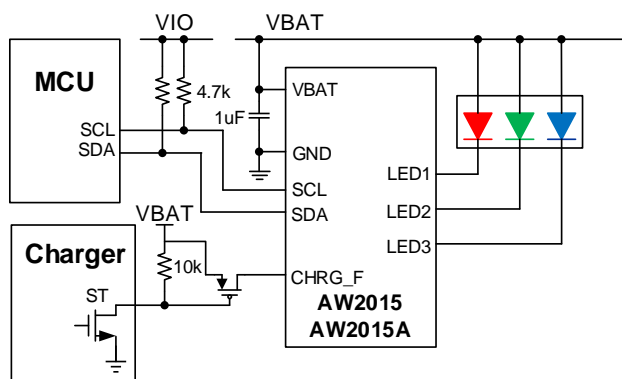 VIO VBAT
MCU
4.7k
VBAT
1uF
SCL
SDA
GND
LED1
SCL
LED2
SDA
VBAT
LED3
Charger
10k
CHRG_F
ST
AW2015
AW2015A